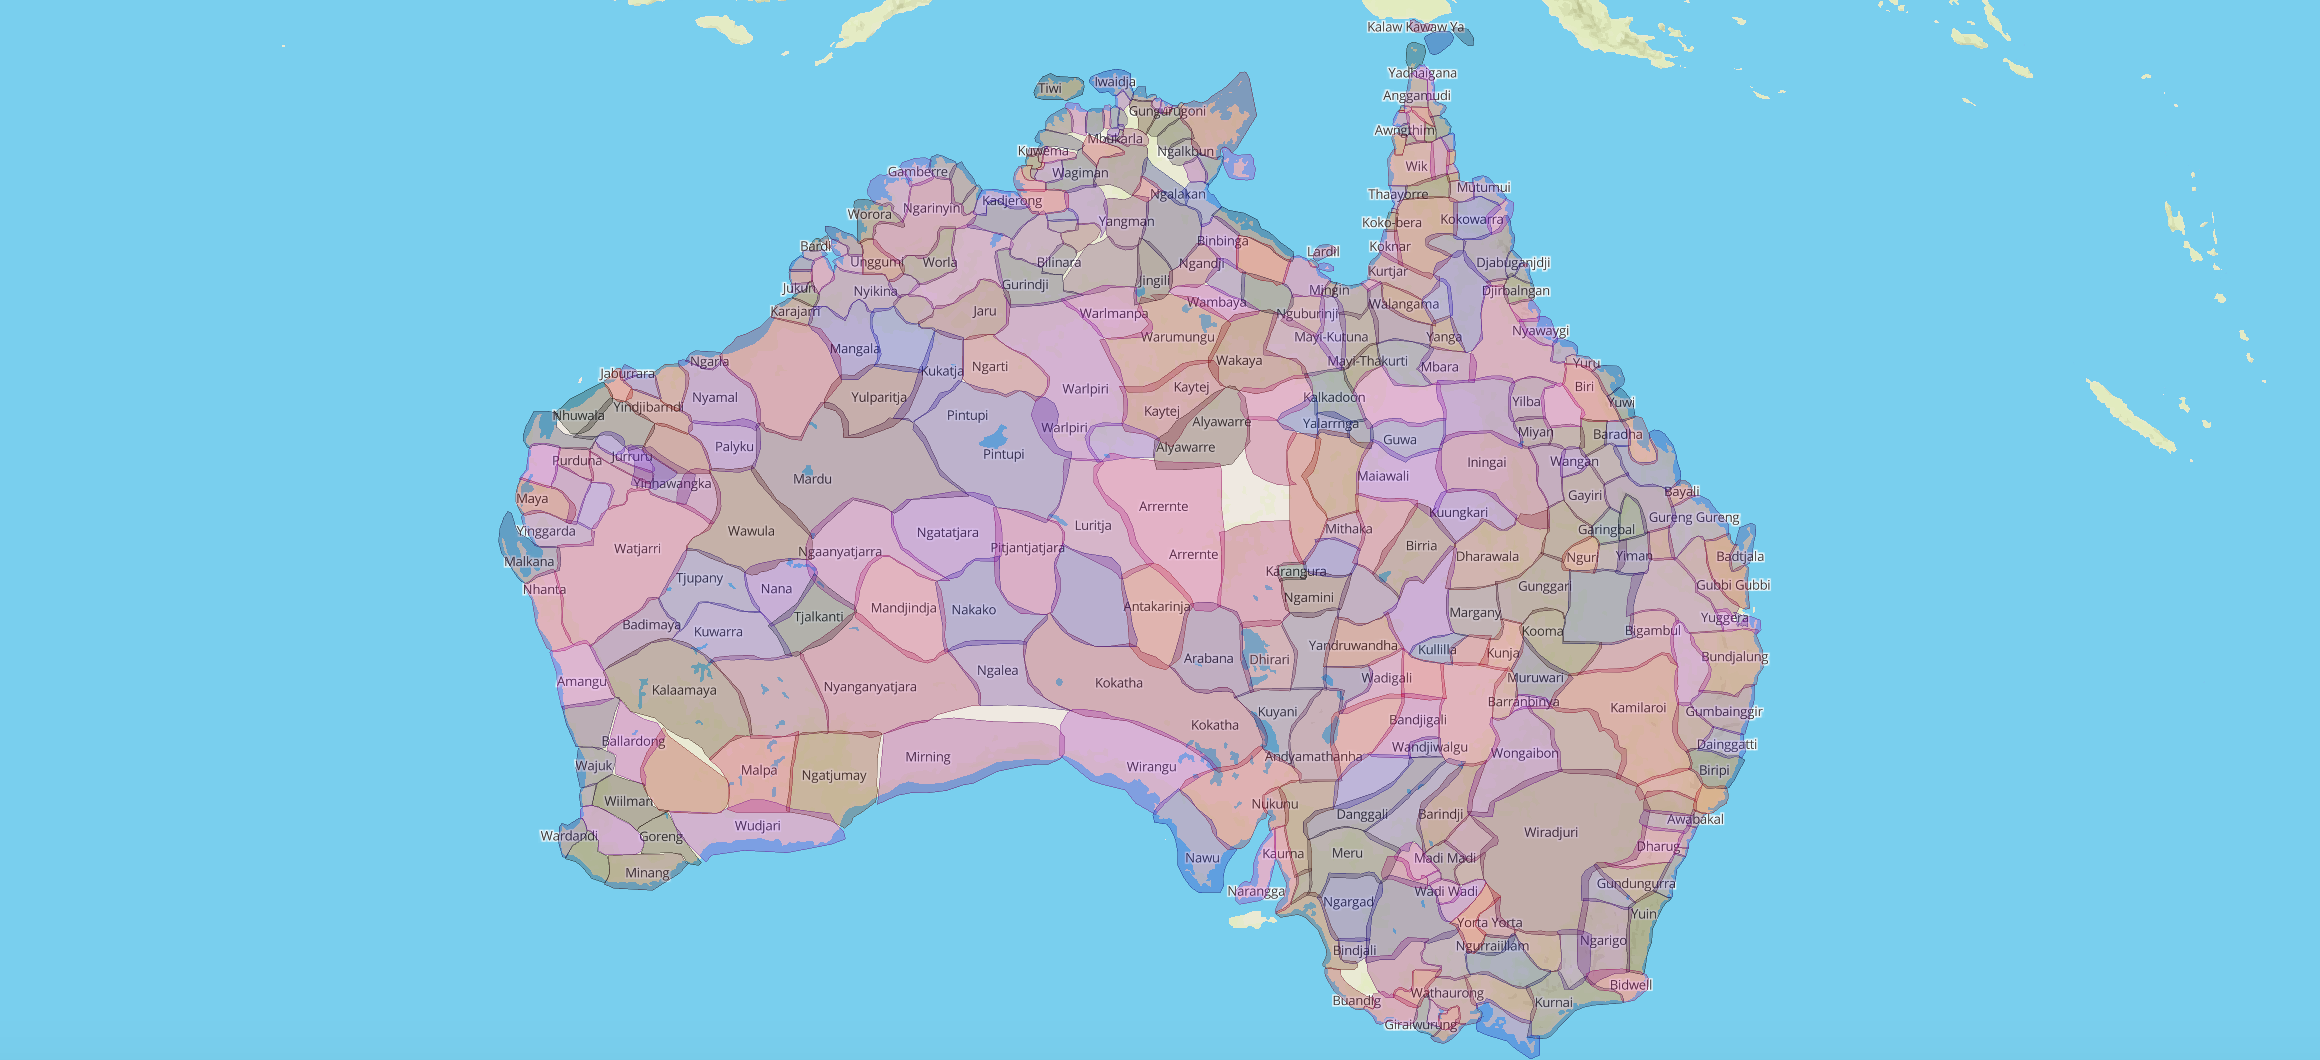 Kalaw Kawaw Ya
Yadhaigana
Iwaidja
Tiwi
Anggamudi
Gungurugoni
Awngthim
Mbukarla
Kuwema
Ngalkbun
Wik
Gamberre
Wagiman
Mutumui
Thaayorre
Ngalakan
Kadjerong
Ngarinyin
Worora
Kokowarra
Yangman
Koko-bera
Binbinga
Bardi
Koknar
Lardil
Unggumi
Worla
Bilinara
Ngandji
Djabuganjdji
Kurtjar
Jingili
Gurindji
Jukun
Nyikina
Mingin
Djirbalngan
Wambaya
Walangama
Karajarri
Jaru
Warlmanpa
Nguburinji
Nyawaygi
Warumungu
Mayi-Kutuna
Yanga
Mangala
Ngarla
Wakaya
Mayi-Thakurti
Yuru
Ngarti
Mbara
Kukatja
Jaburrara
Kaytej
Biri
Warlpiri
Nyamal
Yulparitja
Kalkadoon
Yilba
Yuwi
Yindjibarndi
Kaytej
Nhuwala
Pintupi
Alyawarre
Yalarrnga
Warlpiri
Miyan
Baradha
Guwa
Palyku
Alyawarre
Pintupi
Jurruru
Purduna
Iningai
Wangan
Maiawali
Mardu
Yinhawangka
Bayali
Gayiri
Maya
Arrernte
Kuungkari
Gureng Gureng
Luritja
Mithaka
Garingbal
Yinggarda
Wawula
Ngatatjara
Birria
Watjarri
Ngaanyatjarra
Pitjantjatjara
Arrernte
Dharawala
Nguri
Yiman
Badtjala
Malkana
Karangura
Tjupany
Gubbi Gubbi
Nhanta
Nana
Gunggari
Ngamini
Mandjindja
Nakako
Antakarinja
Margany
Tjalkanti
Yuggera
Badimaya
Kuwarra
Kooma
Bigambul
Yandruwandha
Kullilla
Kunja
Arabana
Dhirari
Bundjalung
Ngalea
Amangu
Kalaamaya
Nyanganyatjara
Kokatha
Wadigali
Muruwari
Barranbinya
Kamilaroi
Kuyani
Gumbainggir
Bandjigali
Kokatha
Ballardong
Wandjiwalgu
Dainggatti
Wongaibon
Mirning
Andyamathanha
Wajuk
Wirangu
Malpa
Ngatjumay
Biripi
Wiilman
Nukunu
Danggali
Barindji
Awabakal
Wudjari
Wiradjuri
Wardandi
Goreng
Dharug
Kaurna
Meru
Madi Madi
Nawu
Minang
Gundungurra
Narangga
Wadi Wadi
Ngargad
Yuin
Yorta Yorta
Ngarigo
Ngurraiillam
Bindjali
Bidwell
Wathaurong
Buandig
Kurnai
Giraiwurung